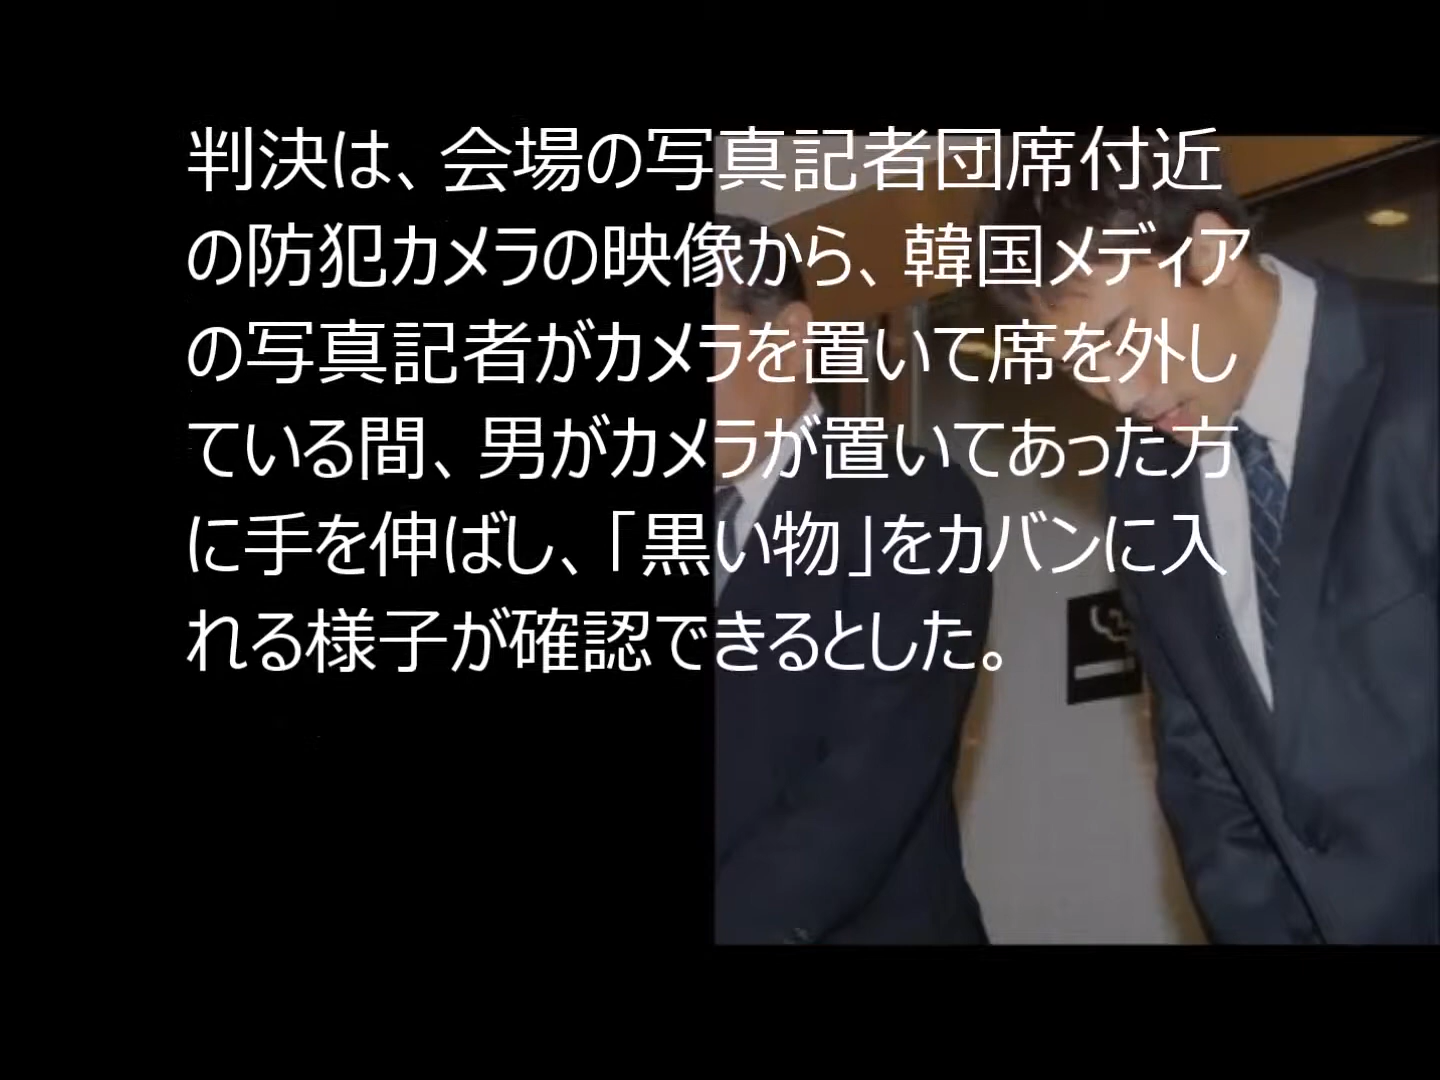 判決は、会場の写真記者団席付近
の防犯カメラの映像から、韓国メディア
の写真記者がカメラを置いて席を外し
ている間、男がカメラが置いてあった方
に手を伸ばし、「黒い物」をカバンに入
れる様子が確認できるとした。